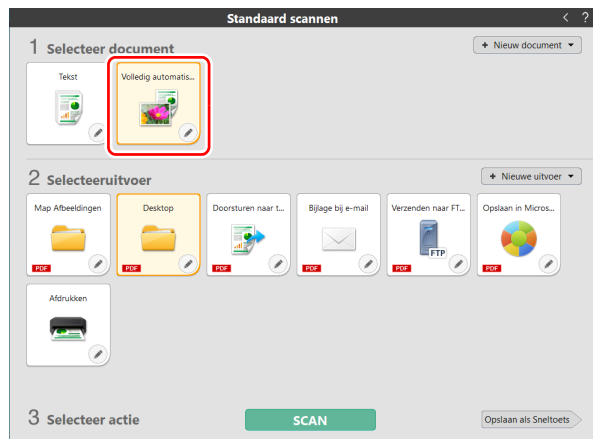 Standaard scannen < ?
1 Selecteer document
+ Nieuw document
Tekst
Volledig automatis...
2 Selecteeruitvoer
+ Nieuwe uitvoer
Map Afbeeldingen
Desktop
Doorsturen naar t...
Bijlage bij e-mail
Verzenden naar FT...
Opslaan in Micros...
PDF
PDF
PDF
PDF
FTP
PDF
PDF
Afdrukken
3 Selecteer actie
SCAN
Opslaan als Sneltoets